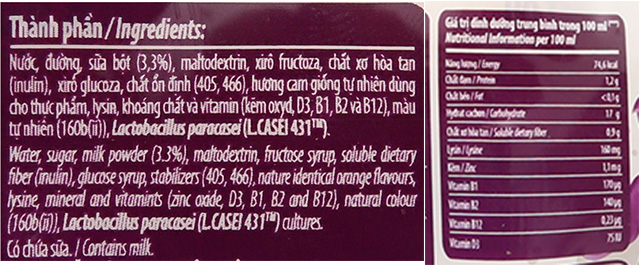 Thành phần / Ingredients:
Nước, đường, sữa bột (3,3%), maltodextrin, xirô fructoza, chất xơ hòa tan
(inulin), xirô glucoza, chất ổn định (405, 466), hương cam giống tự nhiên dùng
cho thực phẩm, lysin, khoáng chất và vitamin (kẽm oxyd, D3, B1, B2 và B12), màu
tự nhiên (160b(ii)), Lactobacillus paracasei (L.CASEI 431™).
Water, sugar, milk powder (3.3%), maltodextrin, fructose syrup, soluble dietary
fiber (inulin), glucose syrup, stabilizers (405, 466), nature identical orange flavours,
lysine, mineral and vitamints (zinc oxide, D3, B1, B2 and B12), natural colour
(160b(ii)), Lactobacillus paracasei (L.CASEI 431™) cultures.
Có chứa sữa. / Contains milk.
Giá trị dinh dưỡng trung bình trong 100 ml
Nutritional Information per 100 ml
Năng lượng / Energy 74,6 kcal
Chất đạm / Protein 1,2 g
Chất béo / Fat <0,1g
Hydrat cacbon / Carbohydrate 17 g
Chất xơ hòa tan / Soluble dietary fiber 0,9 g
Lysin / Lysine 160 mg
Kẽm / Zinc 1,1 mg
Vitamin B1 170 µg
Vitamin B2 140 µg
Vitamin B12 0,23 µg
Vitamin D3 75 IU